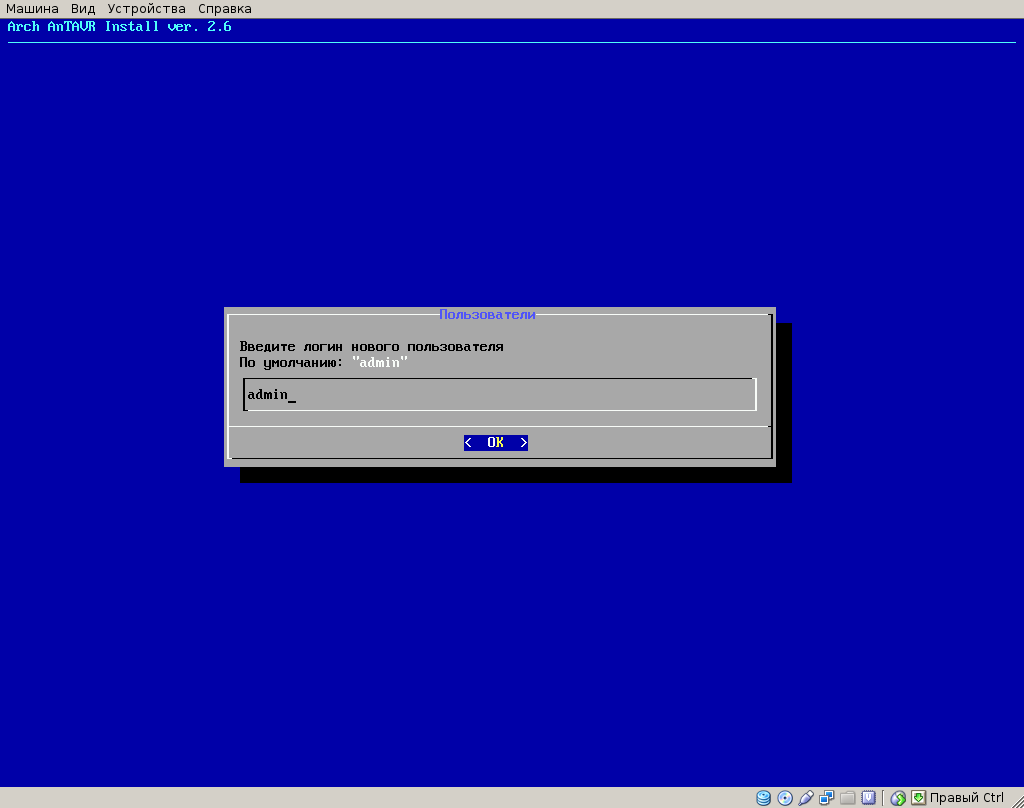 Машина Вид Устройства Справка
Arch AnTAVR Install ver. 2.6
Пользователи
Введите логин нового пользователя
По умолчанию: "admin"
admin_
< OK >
Правый Ctrl